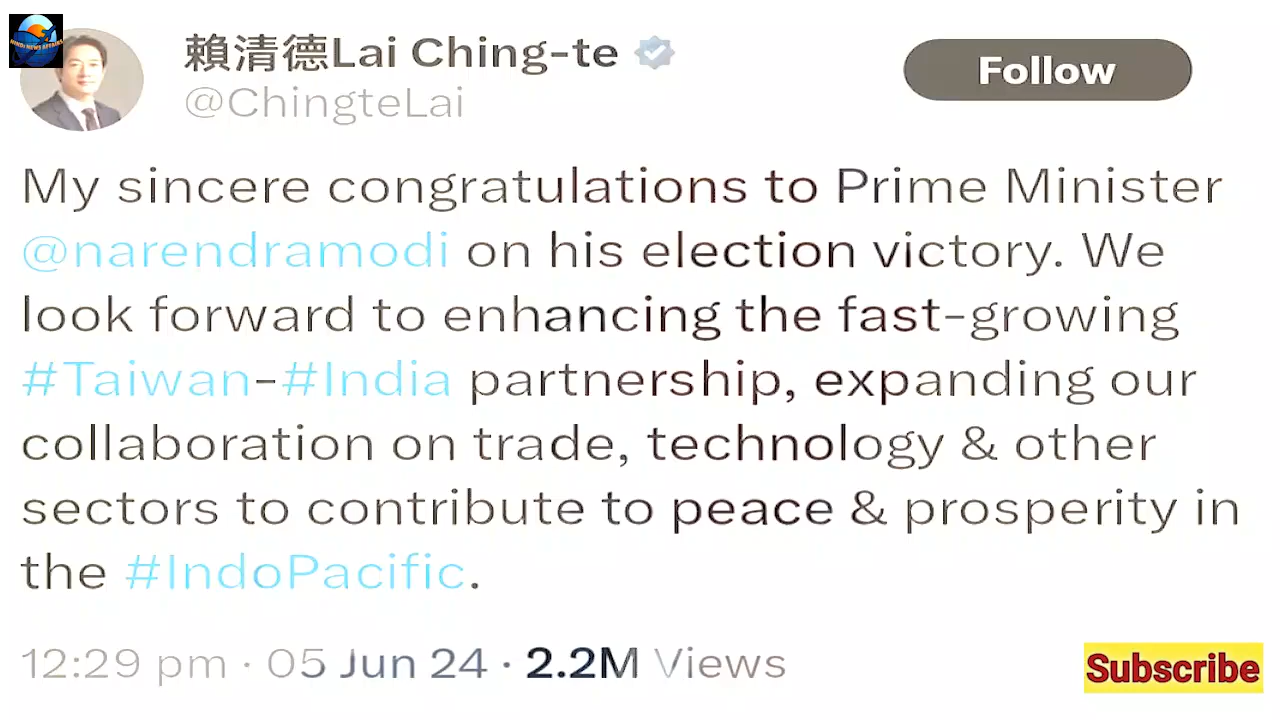 HINDI NEWS AFFAIRS
賴清德Lai Ching-te
@ChingteLai
Follow
My sincere congratulations to Prime Minister
@narendramodi on his election victory. We
look forward to enhancing the fast-growing
#Taiwan-#India partnership, expanding our
collaboration on trade, technology & other
sectors to contribute to peace & prosperity in
the #IndoPacific.
12:29 pm · 05 Jun 24 · 2.2M Views
Subscribe